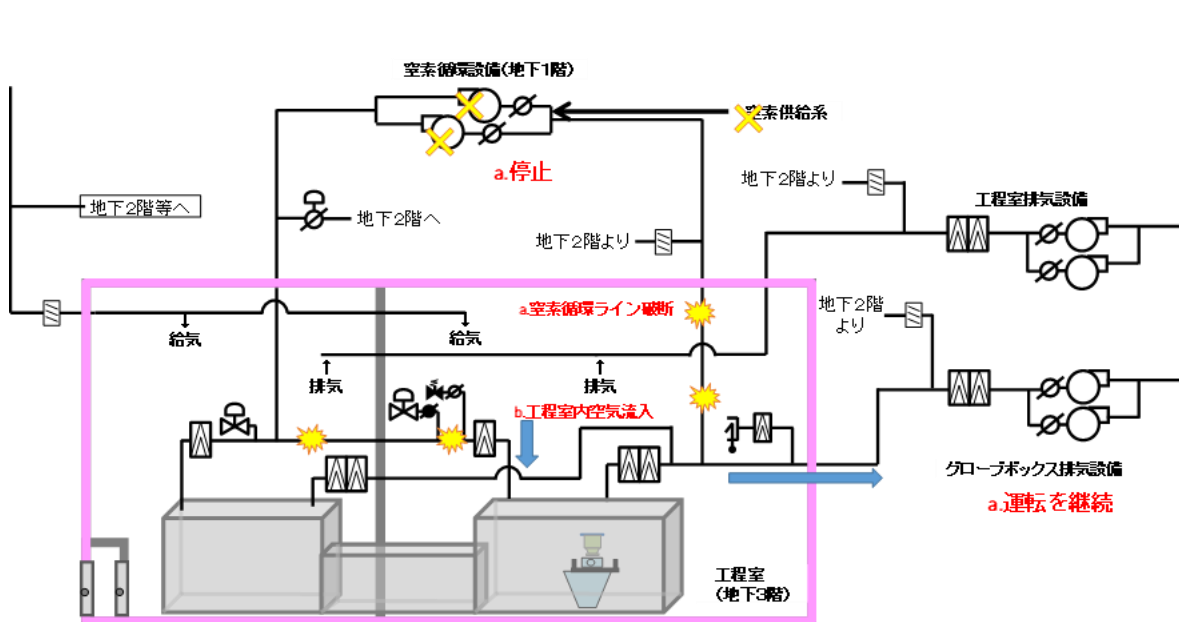 窒素循環設備(地下1階)
窒素供給系
a.停止
地下2階より
工程室排気設備
地下2階等へ
地下2階へ
地下2階より
a.窒素循環ライン破断
地下2階
より
給気
給気
排気
排気
b.工程室内空気流入
グローブボックス排気設備
a.運転を継続
工程室
(地下3階)